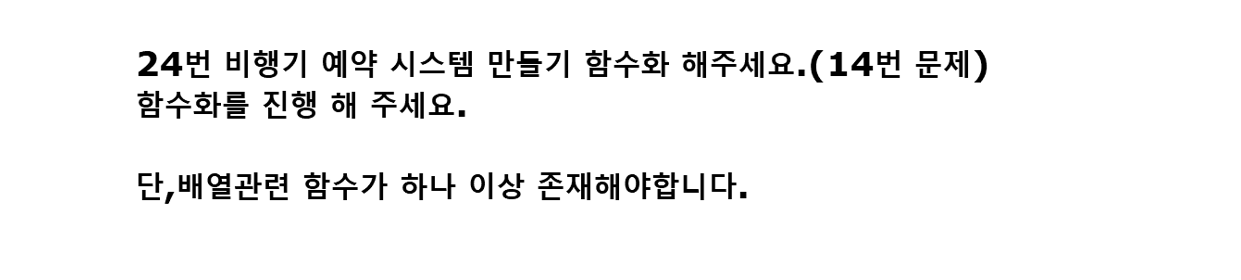 24번 비행기 예약 시스템 만들기 함수화 해주세요.(14번 문제)
함수화를 진행 해 주세요.
단,배열관련 함수가 하나 이상 존재해야합니다.